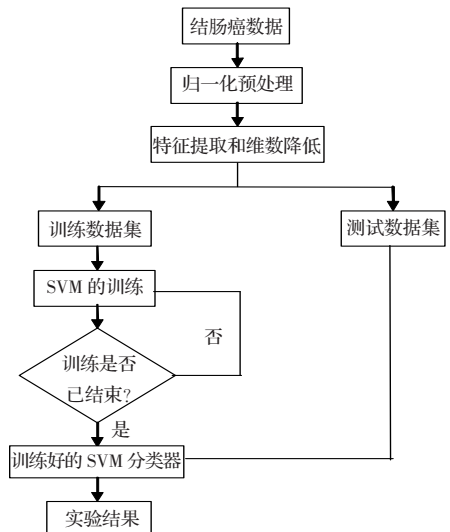 结肠癌数据
归一化预处理
特征提取和维数降低
训练数据集
测试数据集
SVM 的训练
否
训练是否
已结束?
是
训练好的 SVM 分类器
实验结果